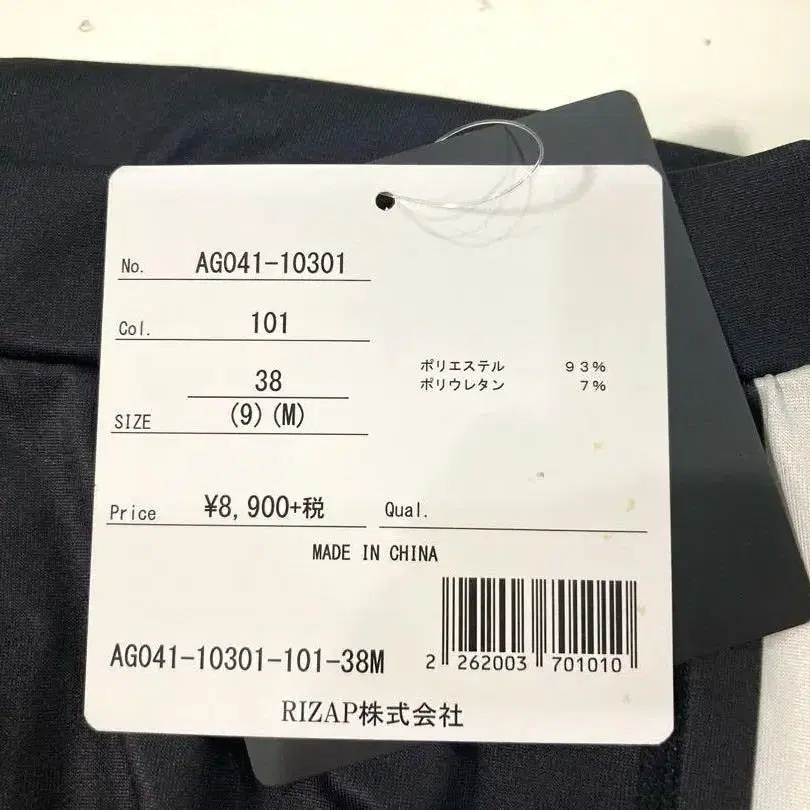 No. AG041-10301
Col. 101
38
SIZE (9)(M)
ポリエステル 93%
ポリウレタン 7%
Price ¥8,900+税
Qual.
MADE IN CHINA
AG041-10301-101-38M
2 262003 701010
RIZAP株式会社